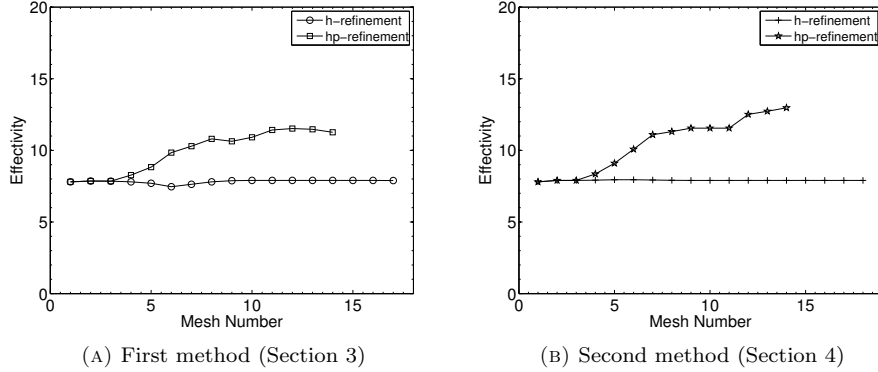 20
15
10
5
0
Effectivity
h−refinement
hp−refinement
0
5
10
15
Mesh Number
(A) First method (Section 3)
20
15
10
5
0
Effectivity
h−refinement
hp−refinement
0
5
10
15
Mesh Number
(B) Second method (Section 4)